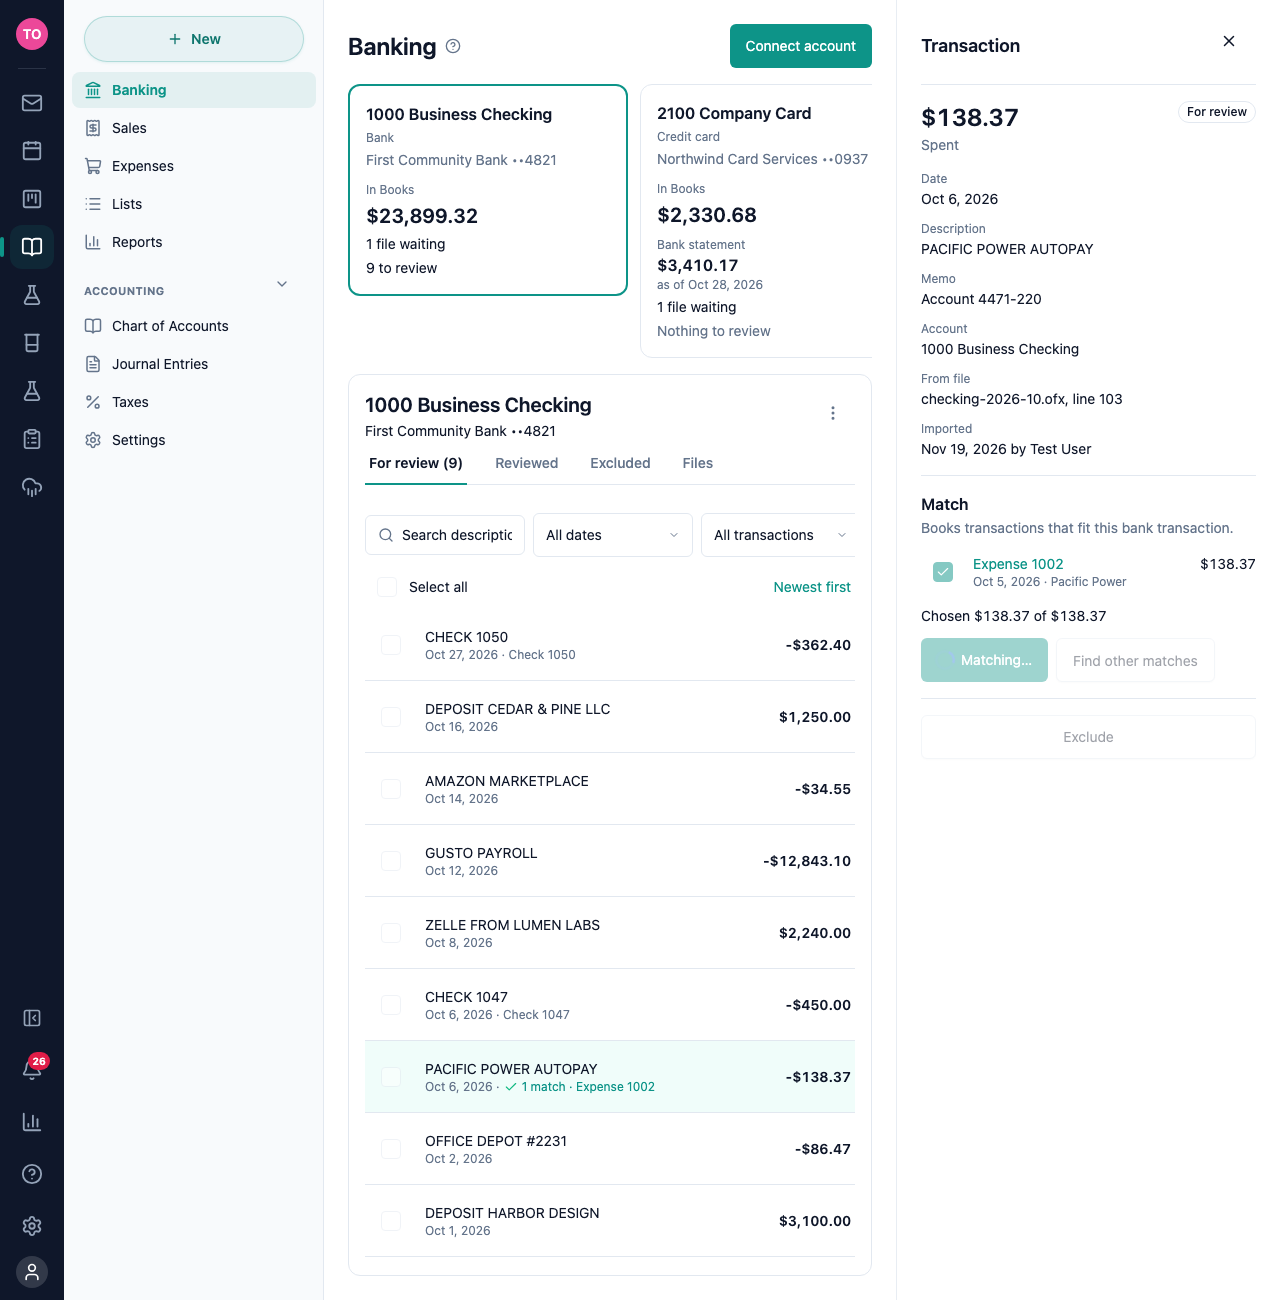 TO
New
Banking
Sales
Expenses
Lists
Reports
ACCOUNTING
Chart of Accounts
Journal Entries
Taxes
Settings
26
Banking
Connect account
1000 Business Checking
Bank
First Community Bank ••4821
In Books
$23,899.32
1 file waiting
9 to review
2100 Company Card
Credit card
Northwind Card Services ••0937
In Books
$2,330.68
Bank statement
$3,410.17
as of Oct 28, 2026
1 file waiting
Nothing to review
1000 Business Checking
First Community Bank ••4821
For review (9)
Reviewed
Excluded
Files
Search descriptic
All dates
All transactions
Select all
Newest first
CHECK 1050
Oct 27, 2026 · Check 1050
-$362.40
DEPOSIT CEDAR & PINE LLC
Oct 16, 2026
$1,250.00
AMAZON MARKETPLACE
Oct 14, 2026
-$34.55
GUSTO PAYROLL
Oct 12, 2026
-$12,843.10
ZELLE FROM LUMEN LABS
Oct 8, 2026
$2,240.00
CHECK 1047
Oct 6, 2026 · Check 1047
-$450.00
PACIFIC POWER AUTOPAY
Oct 6, 2026 · 1 match · Expense 1002
-$138.37
OFFICE DEPOT #2231
Oct 2, 2026
-$86.47
DEPOSIT HARBOR DESIGN
Oct 1, 2026
$3,100.00
Transaction
$138.37
For review
Spent
Date
Oct 6, 2026
Description
PACIFIC POWER AUTOPAY
Memo
Account 4471-220
Account
1000 Business Checking
From file
checking-2026-10.ofx, line 103
Imported
Nov 19, 2026 by Test User
Match
Books transactions that fit this bank transaction.
Expense 1002
$138.37
Oct 5, 2026 · Pacific Power
Chosen $138.37 of $138.37
Matching...
Find other matches
Exclude